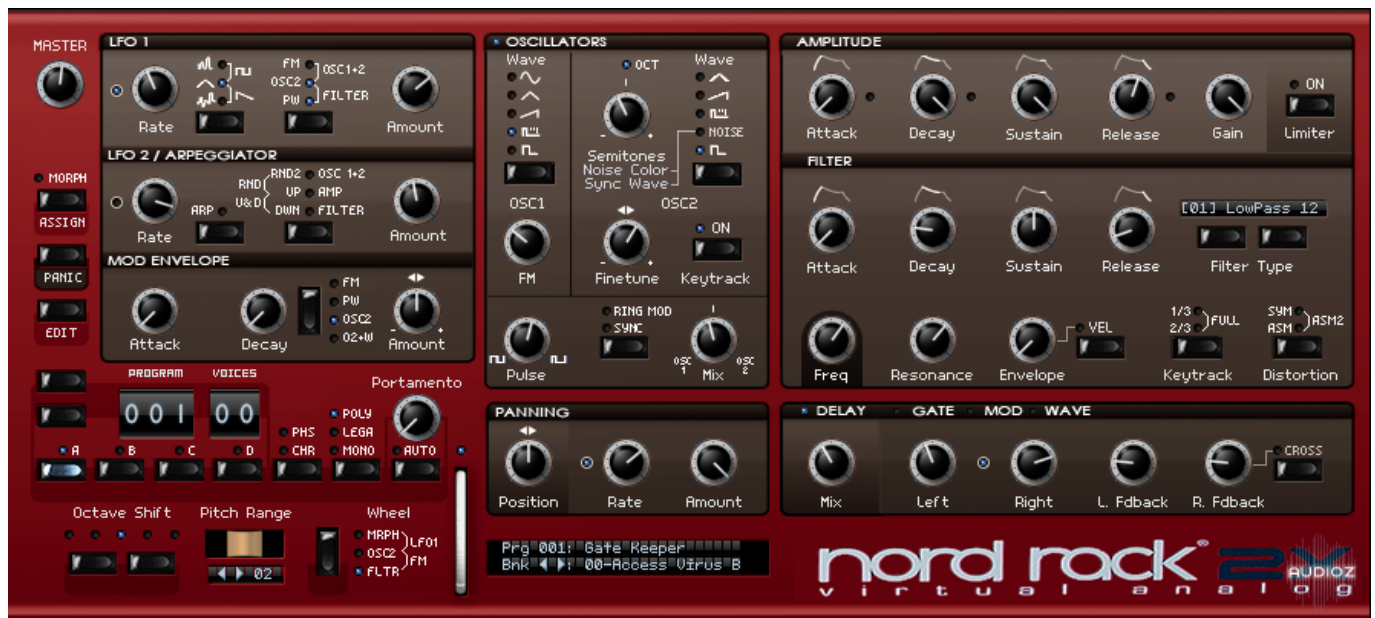 MASTER
LFO 1
FM
OSC2
PW
OSC1+2
FILTER
Rate
Amount
MORPH
ASSIGN
PANIC
EDIT
LFO 2 / ARPEGGIATOR
RND2
OSC 1+2
RND
UP
AMP
ARP
U&D
DWN
FILTER
Rate
Amount
MOD ENVELOPE
FM
PW
OSC2
O2+W
Attack
Decay
- +
Amount
OSCILLATORS
Wave
OCT
Wave
- +
NOISE
Semitones
Noise Color
Sync Wave
OSC1
OSC2
ON
FM
- +
Finetune
Keytrack
RING MOD
SYNC
Pulse
OSC 1
Mix
OSC 2
AMPLITUDE
ON
Attack
Decay
Sustain
Release
Gain
Limiter
FILTER
[01] LowPass 12
Attack
Decay
Sustain
Release
Filter Type
VEL
1/3
2/3
FULL
SYM
ASM
ASM2
Freq
Resonance
Envelope
Keytrack
Distortion
PROGRAM
VOICES
Portamento
001
00
POLY
PHS
LEGA
A
B
C
D
CHR
MONO
AUTO
Octave Shift
Pitch Range
Wheel
MRPH
OSC2
FLTR
LFO1
FM
02
PANNING
Position
Rate
Amount
DELAY
GATE
MOD
WAVE
CROSS
Mix
Left
Right
L. Fdback
R. Fdback
Prg 001: Gate Keeper
Bnk : 00-Access Virus B
nord rack 2X
AUDIOZ
virtual analog